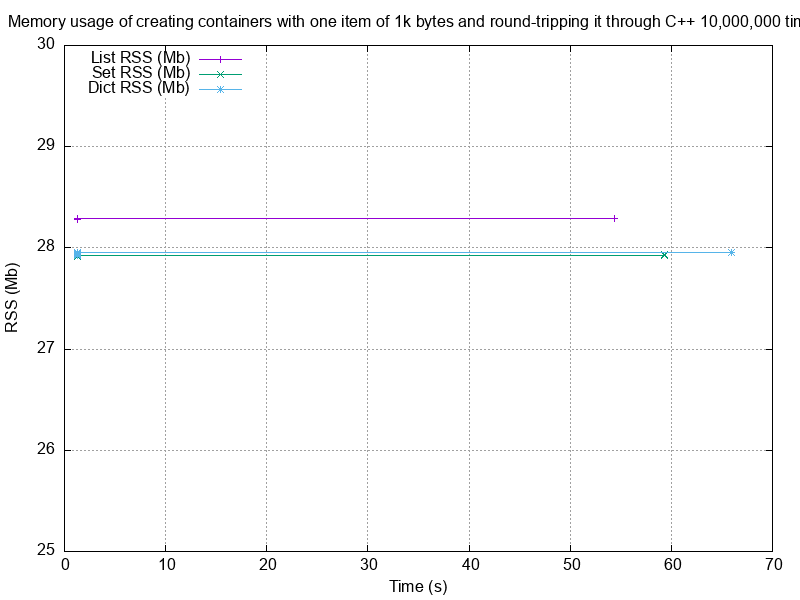 Memory usage of creating containers with one item of 1k bytes and round-tripping it through C++ 10,000,000
List RSS (Mb)
Set RSS (Mb)
Dict RSS (Mb)
30
29
28
27
26
25
RSS (Mb)
0 10 20 30 40 50 60 70
Time (s)